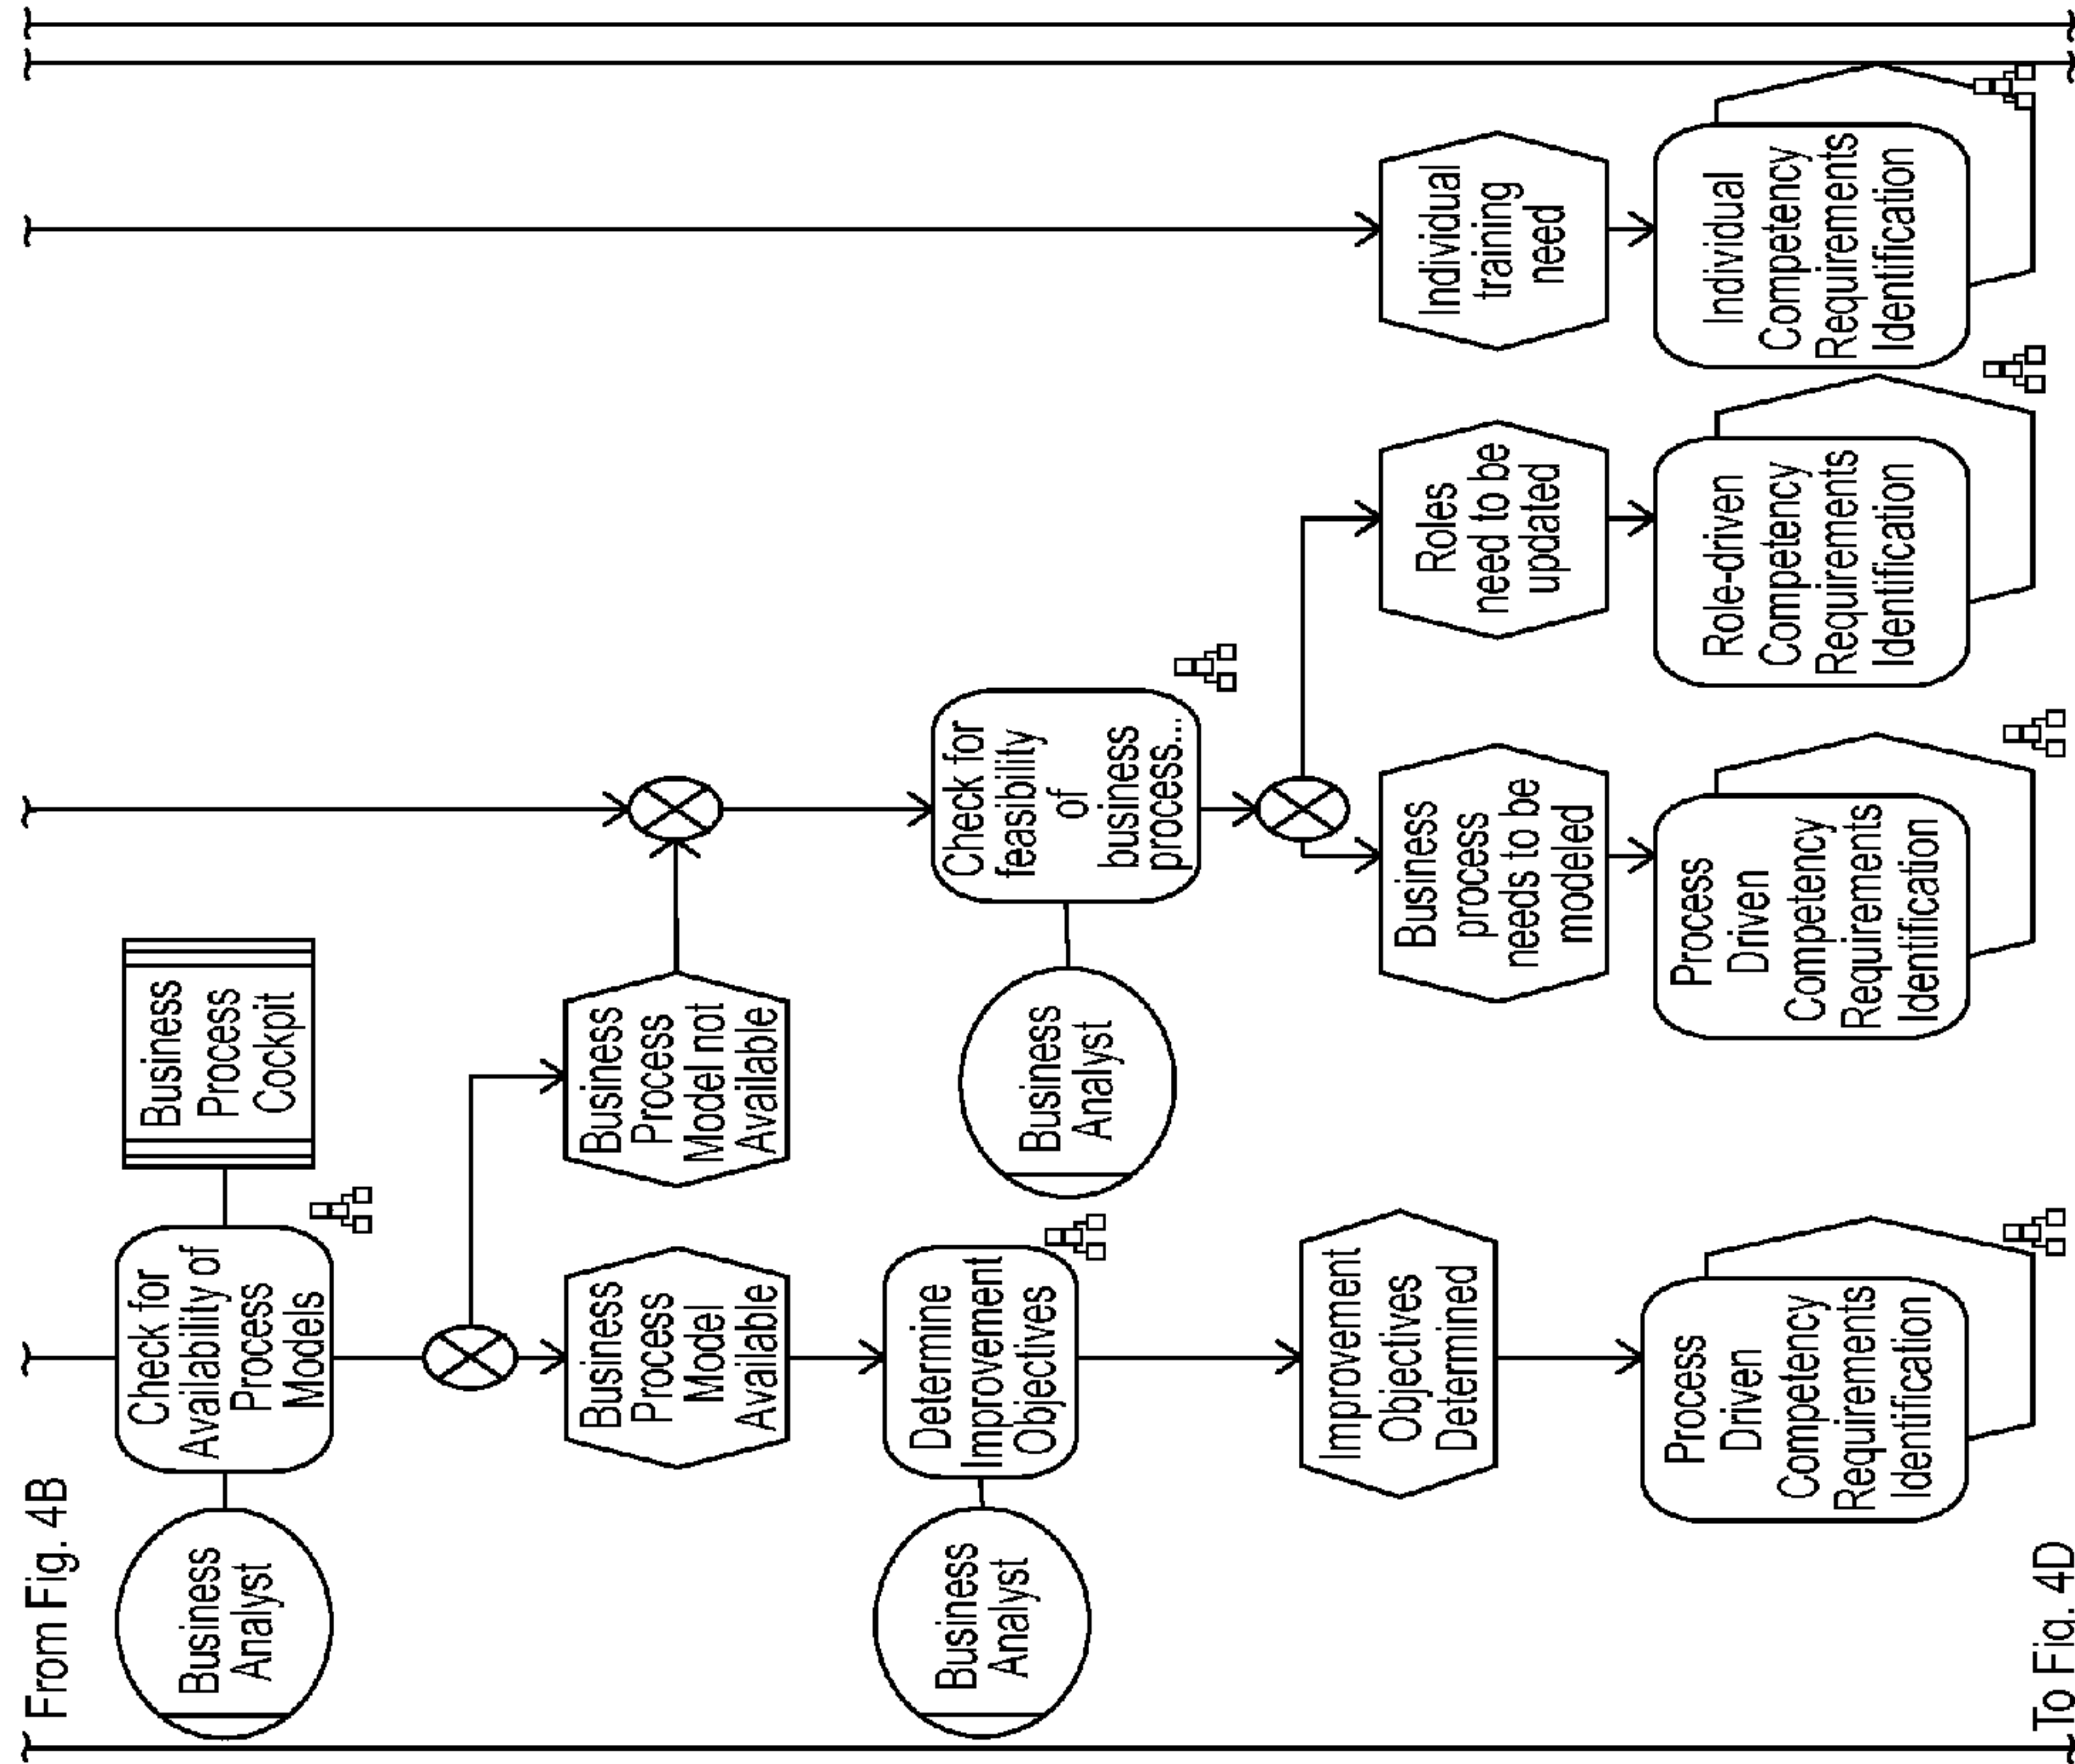 From Fig. 4B
Business
Analyst
Check for
Availability of
Process
Models
Business
Process
Cockpit
Business
Process
Model
Available
Business
Process
Model not
Available
Business
Analyst
Determine
Improvement
Objectives
Business
Analyst
Check for
feasibility
of
business
process...
Improvement
Objectives
Determined
Business
process
needs to be
modeled
Roles
need to be
updated
Individual
training
need
Process
Driven
Competency
Requirements
Identification
Process
Driven
Competency
Requirements
Identification
Role-driven
Competency
Requirements
Identification
Individual
Competency
Requirements
Identification
To Fig. 4D